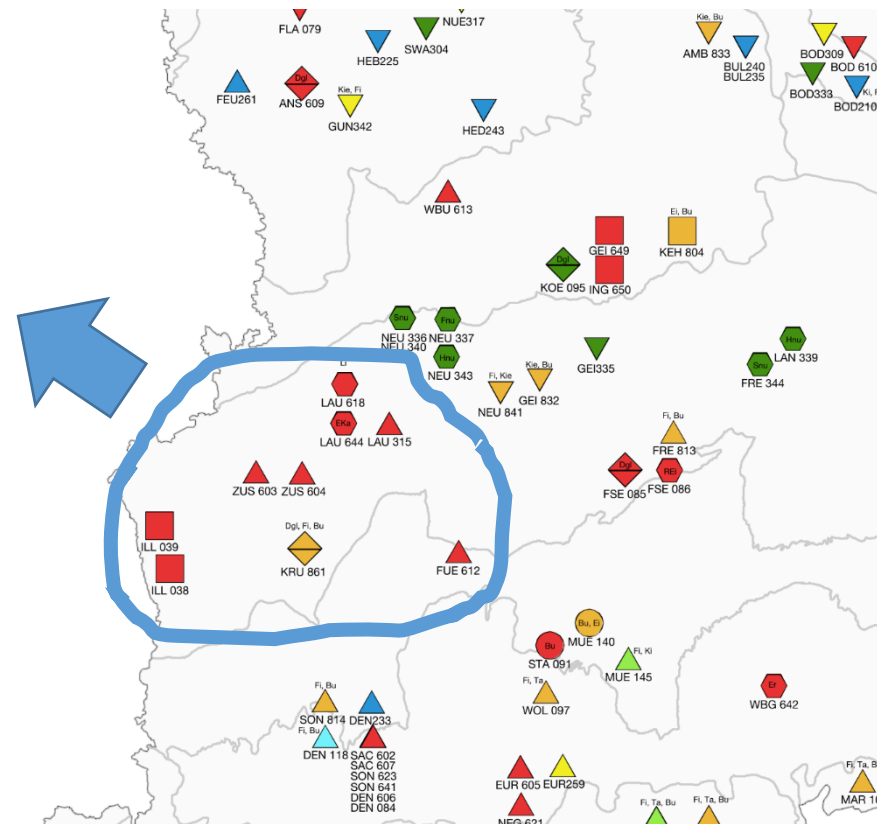 FLA 079
NUE317
SWA304
HEB225
Kie, Bu
AMB 833
BUL240
BUL235
BOD309
BOD 610
BOD333
BOD210
FEU261
Dgl
ANS 609
Kie, Fi
GUN342
HED243
WBU 613
GEI 649
Ei, Bu
KEH 804
Dgl
KOE 095
ING 650
Snu
NEU 336
NEU 340
Fnu
NEU 337
Hnu
NEU 343
GEI335
Hnu
LAN 339
Snu
FRE 344
Fi, Kie
NEU 841
Kie, Bu
GEI 832
LAU 618
EKa
LAU 644
LAU 315
Fi, Bu
FRE 813
Dgl
FSE 085
REi
FSE 086
ZUS 603
ZUS 604
ILL 039
ILL 038
Dgl, Fi, Bu
KRU 861
FUE 612
Bu, Ei
MUE 140
Bu
STA 091
Fi, Ki
MUE 145
Fi, Ta
WOL 097
Er
WBG 642
Fi, Bu
SON 814
DEN233
Fi, Bu
DEN 118
SAC 602
SAC 607
SON 623
SON 641
DEN 606
DEN 084
EUR 605
EUR259
NEG 621
Fi, Ta, Bu
Fi, Ta, Bu
Fi, Ta, B
MAR 10